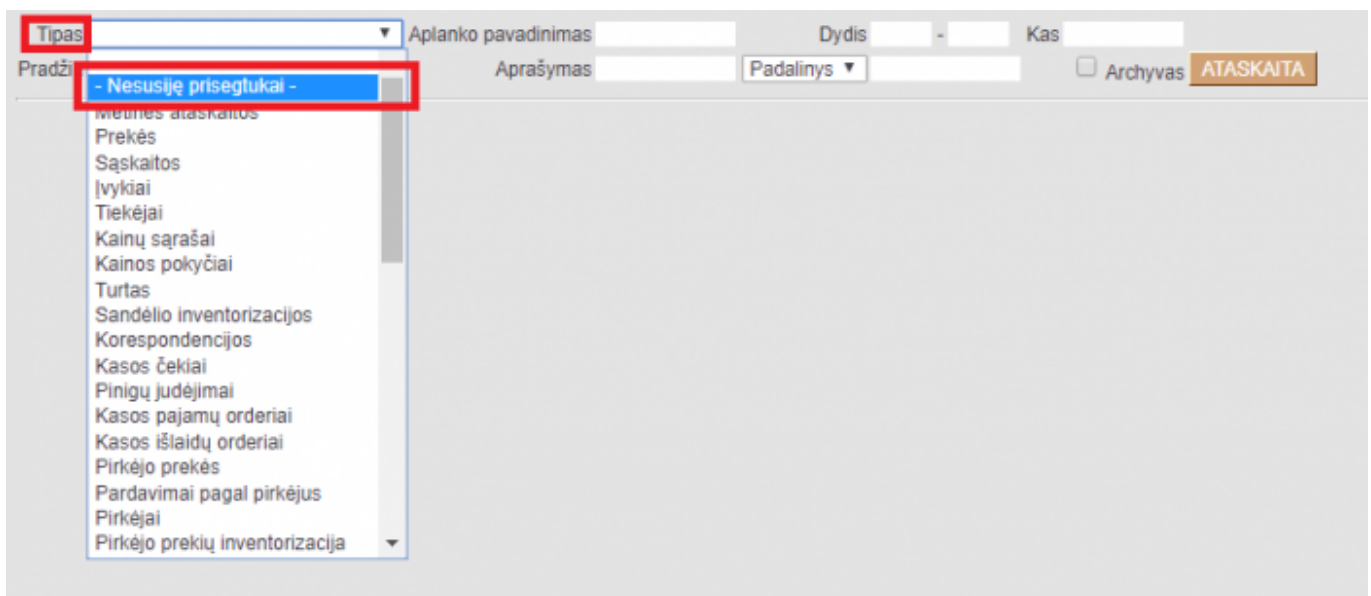 Tipas Aplanko pavadinimas Dydis - Kas
Aprašymas Padalinys Archyvas ATASKAITA
- Nesusiję prisegtukai -
Metinės ataskaitos
Prekės
Sąskaitos
Įvykiai
Tiekėjai
Kainų sąrašai
Kainos pokyčiai
Turtas
Sandėlio inventorizacijos
Korespondencijos
Kasos čekiai
Pinigų judėjimai
Kasos pajamų orderiai
Kasos išlaidų orderiai
Pirkėjo prekės
Pardavimai pagal pirkėjus
Pirkėjai
Pirkėjo prekių inventorizacija